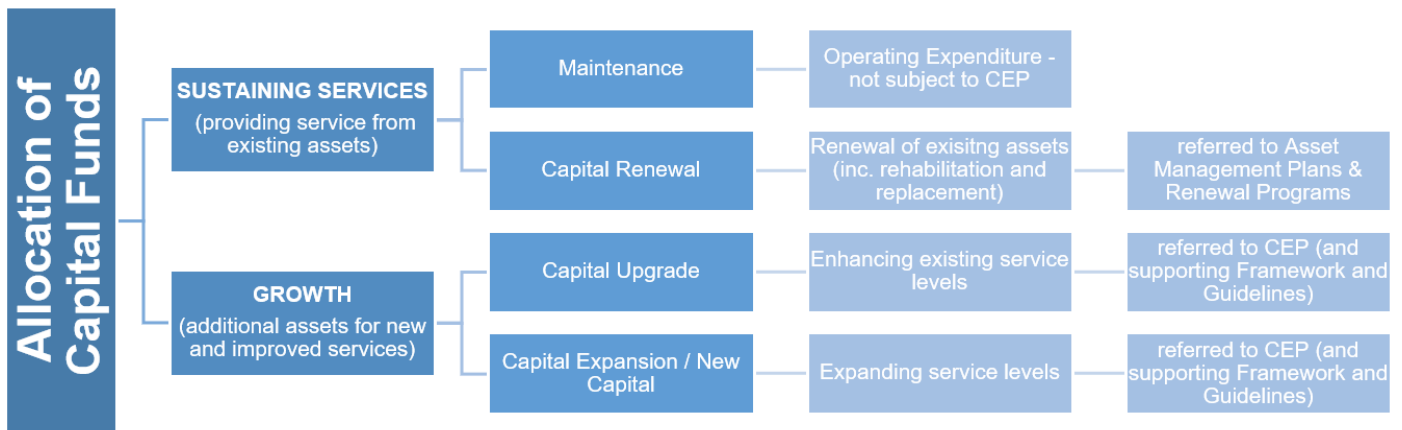 Allocation of
Capital Funds
SUSTAINING SERVICES
(providing service from
existing assets)
Maintenance
Operating Expenditure -
not subject to CEP
Capital Renewal
Renewal of exisitng assets
(inc. rehabilitation and
replacement)
referred to Asset
Management Plans &
Renewal Programs
GROWTH
(additional assets for new
and improved services)
Capital Upgrade
Enhancing existing service
levels
referred to CEP (and
supporting Framework and
Guidelines)
Capital Expansion / New
Capital
Expanding service levels
referred to CEP (and
supporting Framework and
Guidelines)